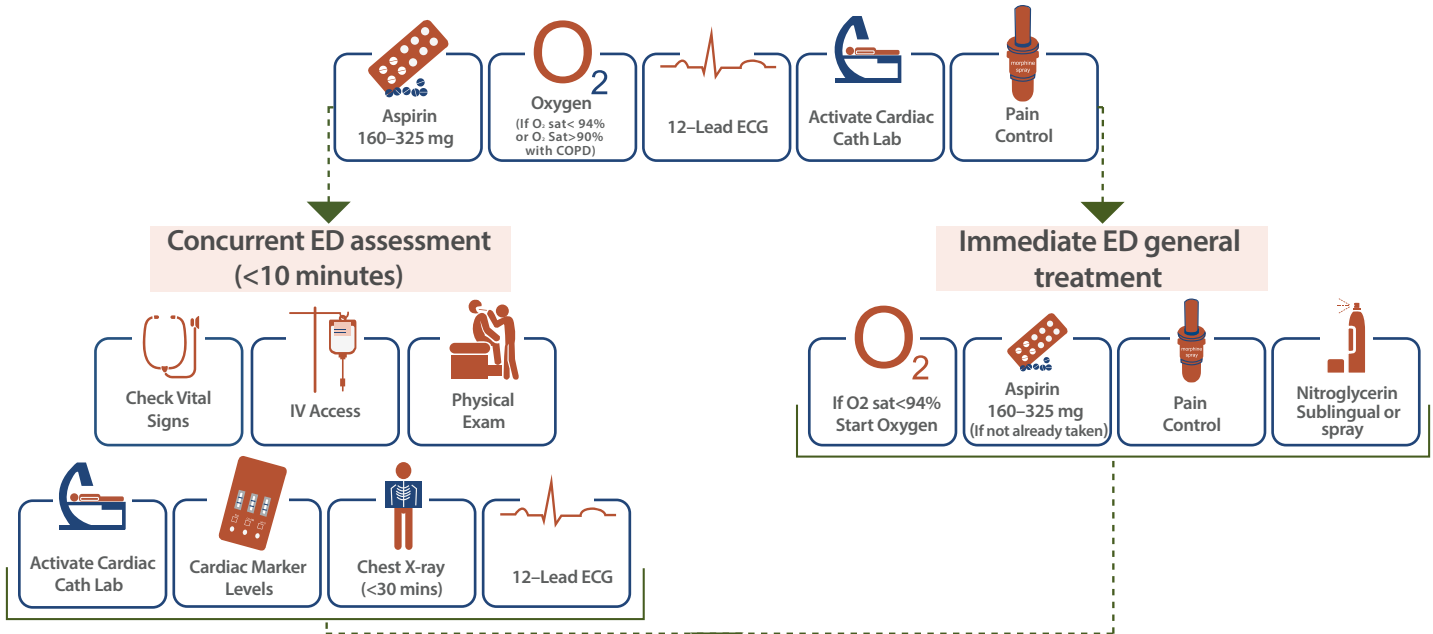 Aspirin
160–325 mg
O
2
Oxygen
(If O₂ sat< 94%
or O₂ Sat>90%
with COPD)
12–Lead ECG
Activate Cardiac
Cath Lab
morphine
spray
Pain
Control
Concurrent ED assessment
(<10 minutes)
Check Vital
Signs
IV Access
Physical
Exam
Activate Cardiac
Cath Lab
Cardiac Marker
Levels
Chest X-ray
(<30 mins)
12–Lead ECG
Immediate ED general
treatment
O
2
If O2 sat<94%
Start Oxygen
Aspirin
160–325 mg
(If not already taken)
morphine
spray
Pain
Control
Nitroglycerin
Sublingual or
spray